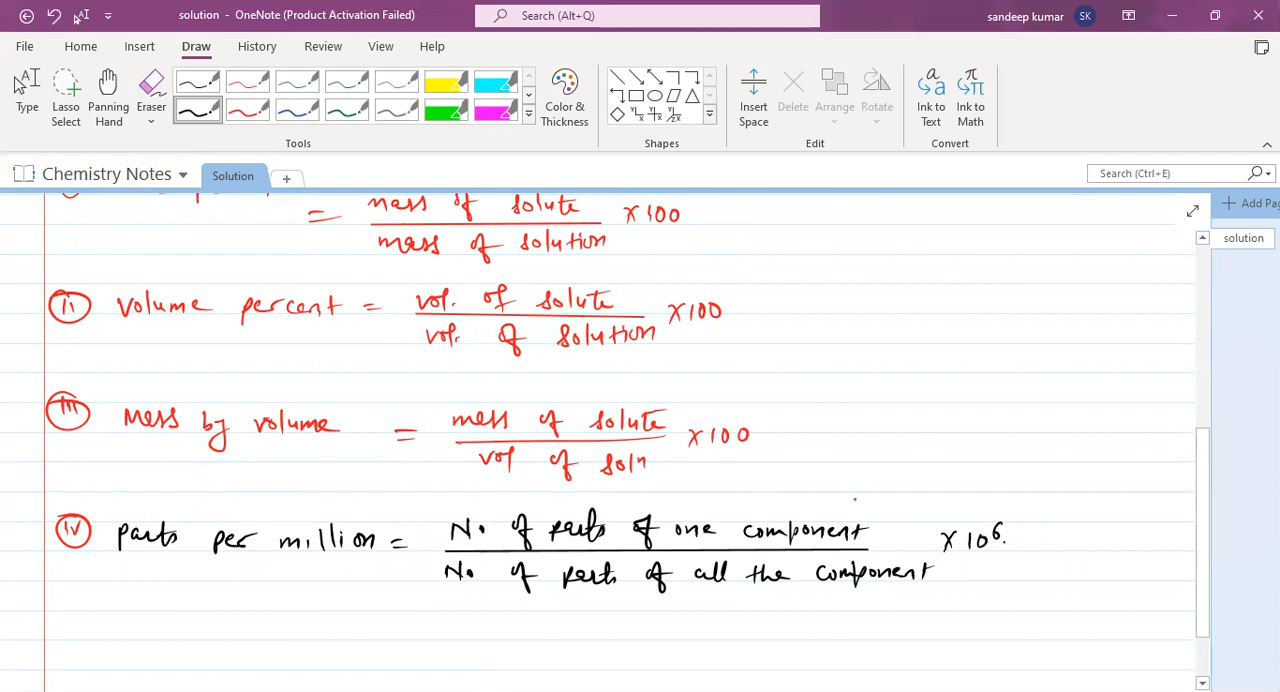 solution - OneNote (Product Activation Failed)
Search (Alt+Q)
sandeep kumar SK
File Home Insert Draw History Review View Help
Type Lasso Select Panning Hand Eraser
Color & Thickness
Insert Space Delete Arrange Rotate
Ink to Text Ink to Math
Tools Shapes Edit Convert
Chemistry Notes Solution
Search (Ctrl+E)
Add Pag
solution
= mass of solute × 100
mass of solution
(ii) volume percent = vol. of solute × 100
vol. of solution
(iii) Mass by volume = mass of solute × 100
vol of soln
(iv) Parts per million = No. of parts of one component × 10⁶.
No. of parts of all the component